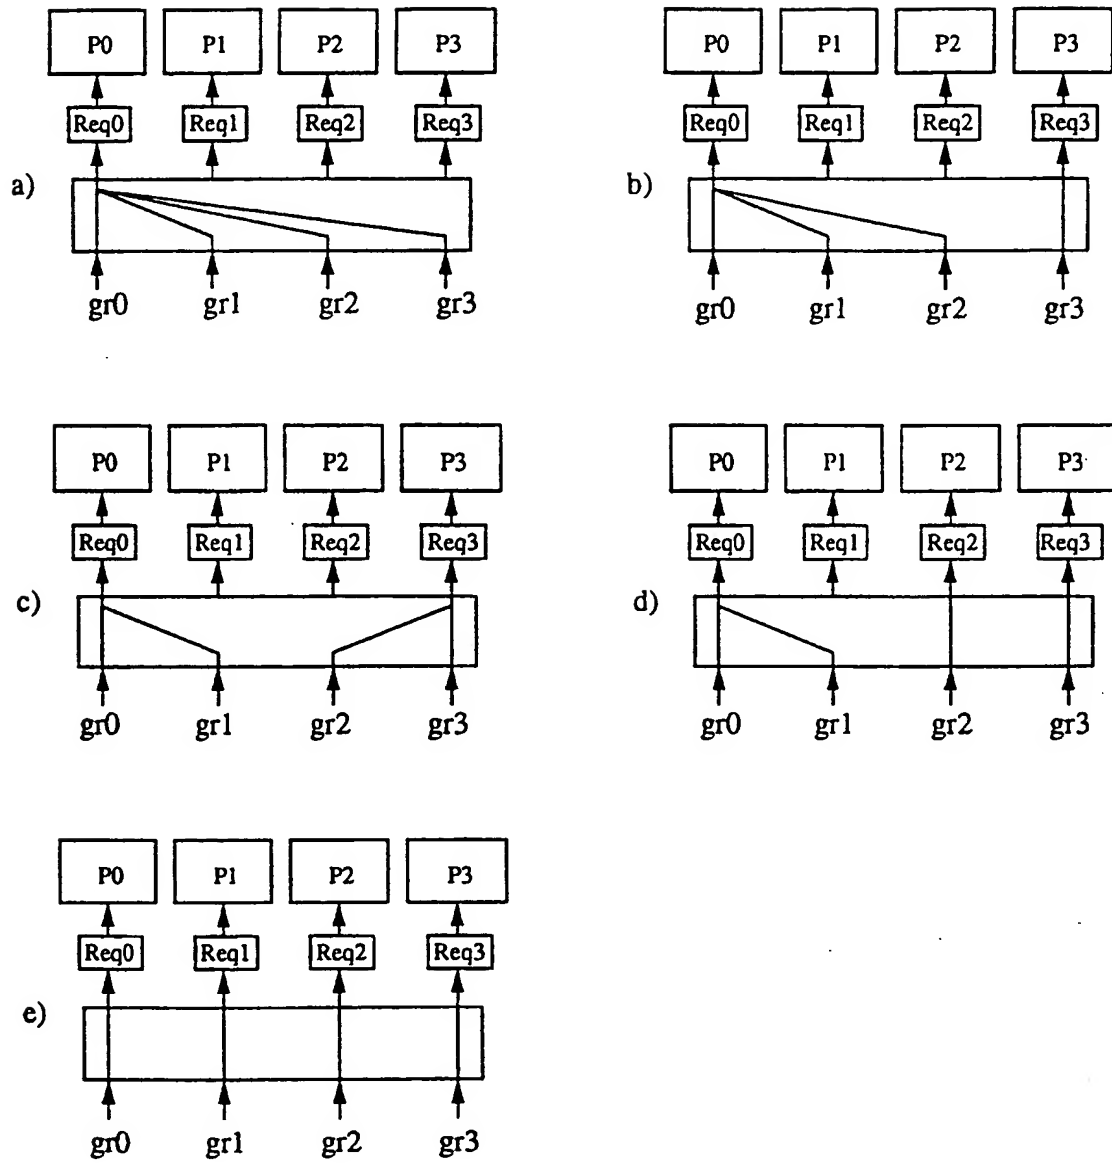 P0 P1 P2 P3
Req0 Req1 Req2 Req3
a)
gr0 gr1 gr2 gr3
P0 P1 P2 P3
Req0 Req1 Req2 Req3
b)
gr0 gr1 gr2 gr3
P0 P1 P2 P3
Req0 Req1 Req2 Req3
c)
gr0 gr1 gr2 gr3
P0 P1 P2 P3
Req0 Req1 Req2 Req3
d)
gr0 gr1 gr2 gr3
P0 P1 P2 P3
Req0 Req1 Req2 Req3
e)
gr0 gr1 gr2 gr3